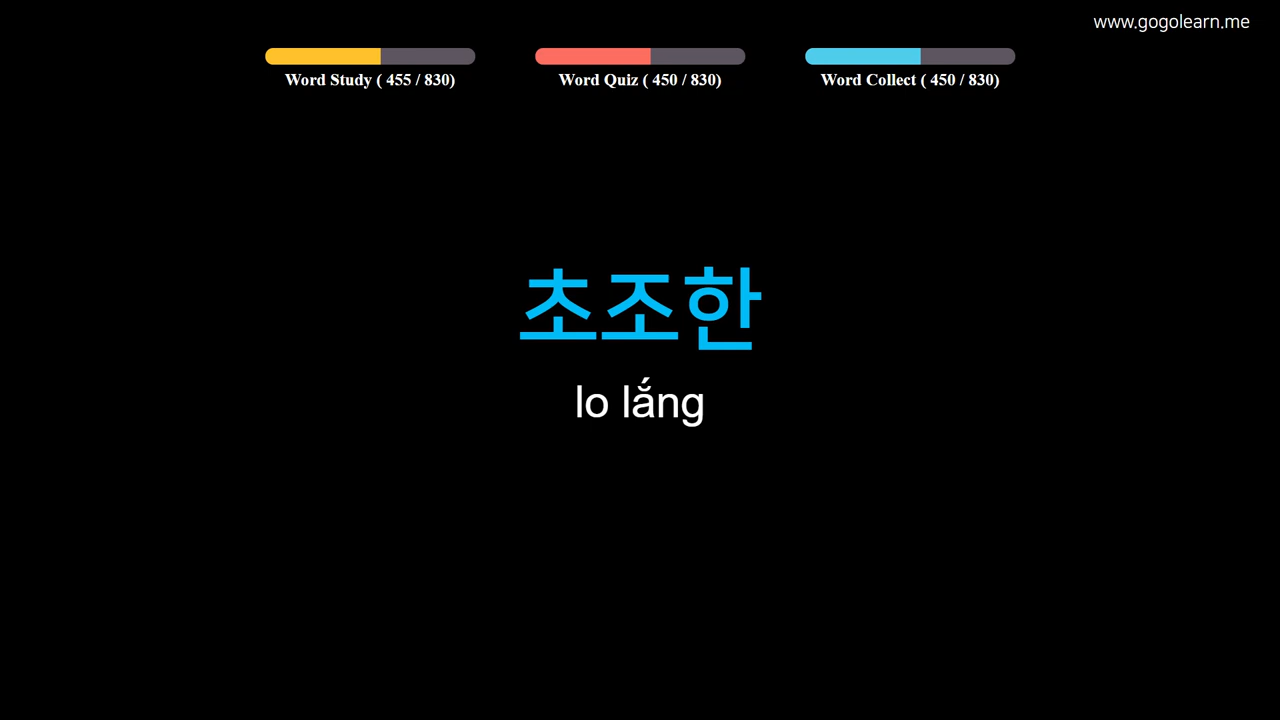 www.gogolearn.me
Word Study ( 455 / 830)
Word Quiz ( 450 / 830)
Word Collect ( 450 / 830)
초조한
lo lắng